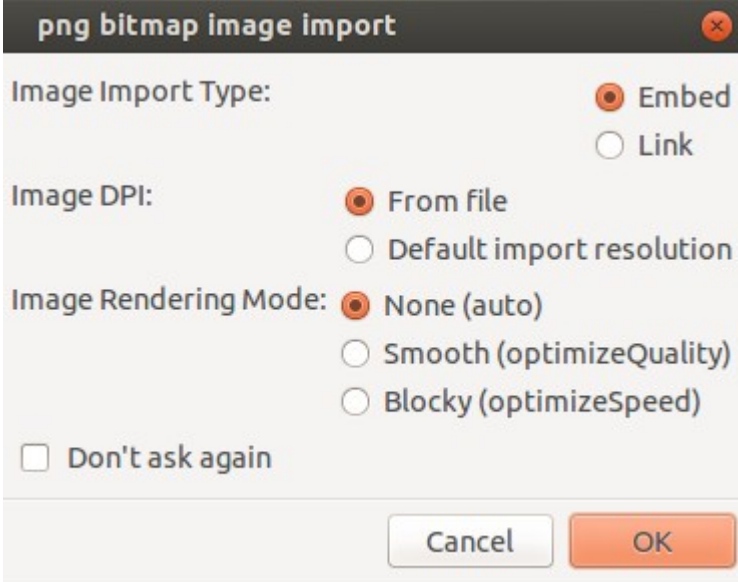 png bitmap image import
Image Import Type:
Embed
Link
Image DPI:
From file
Default import resolution
Image Rendering Mode:
None (auto)
Smooth (optimizeQuality)
Blocky (optimizeSpeed)
Don't ask again
Cancel
OK